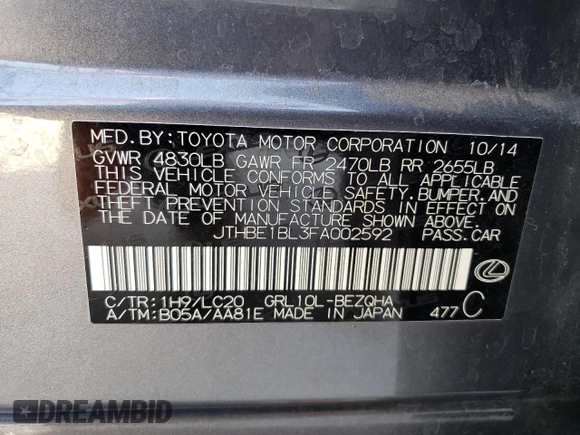 MFD.BY:TOYOTA MOTOR CORPORATION 10/14
GVWR 4830LB GAWR FR 2470LB RR 2655LB
THIS VEHICLE CONFORMS TO ALL APPLICABLE
FEDERAL MOTOR VEHICLE SAFETY,BUMPER,AND
THEFT PREVENTION STANDARDS IN EFFECT ON
THE DATE OF MANUFACTURE SHOWN ABOVE.
JTHBE1BL3FA002592 PASS.CAR
C/TR:1H9/LC20 GRL10L-BEZQHA
A/TM:B05A/AA81E MADE IN JAPAN 477 C
DREAMBID